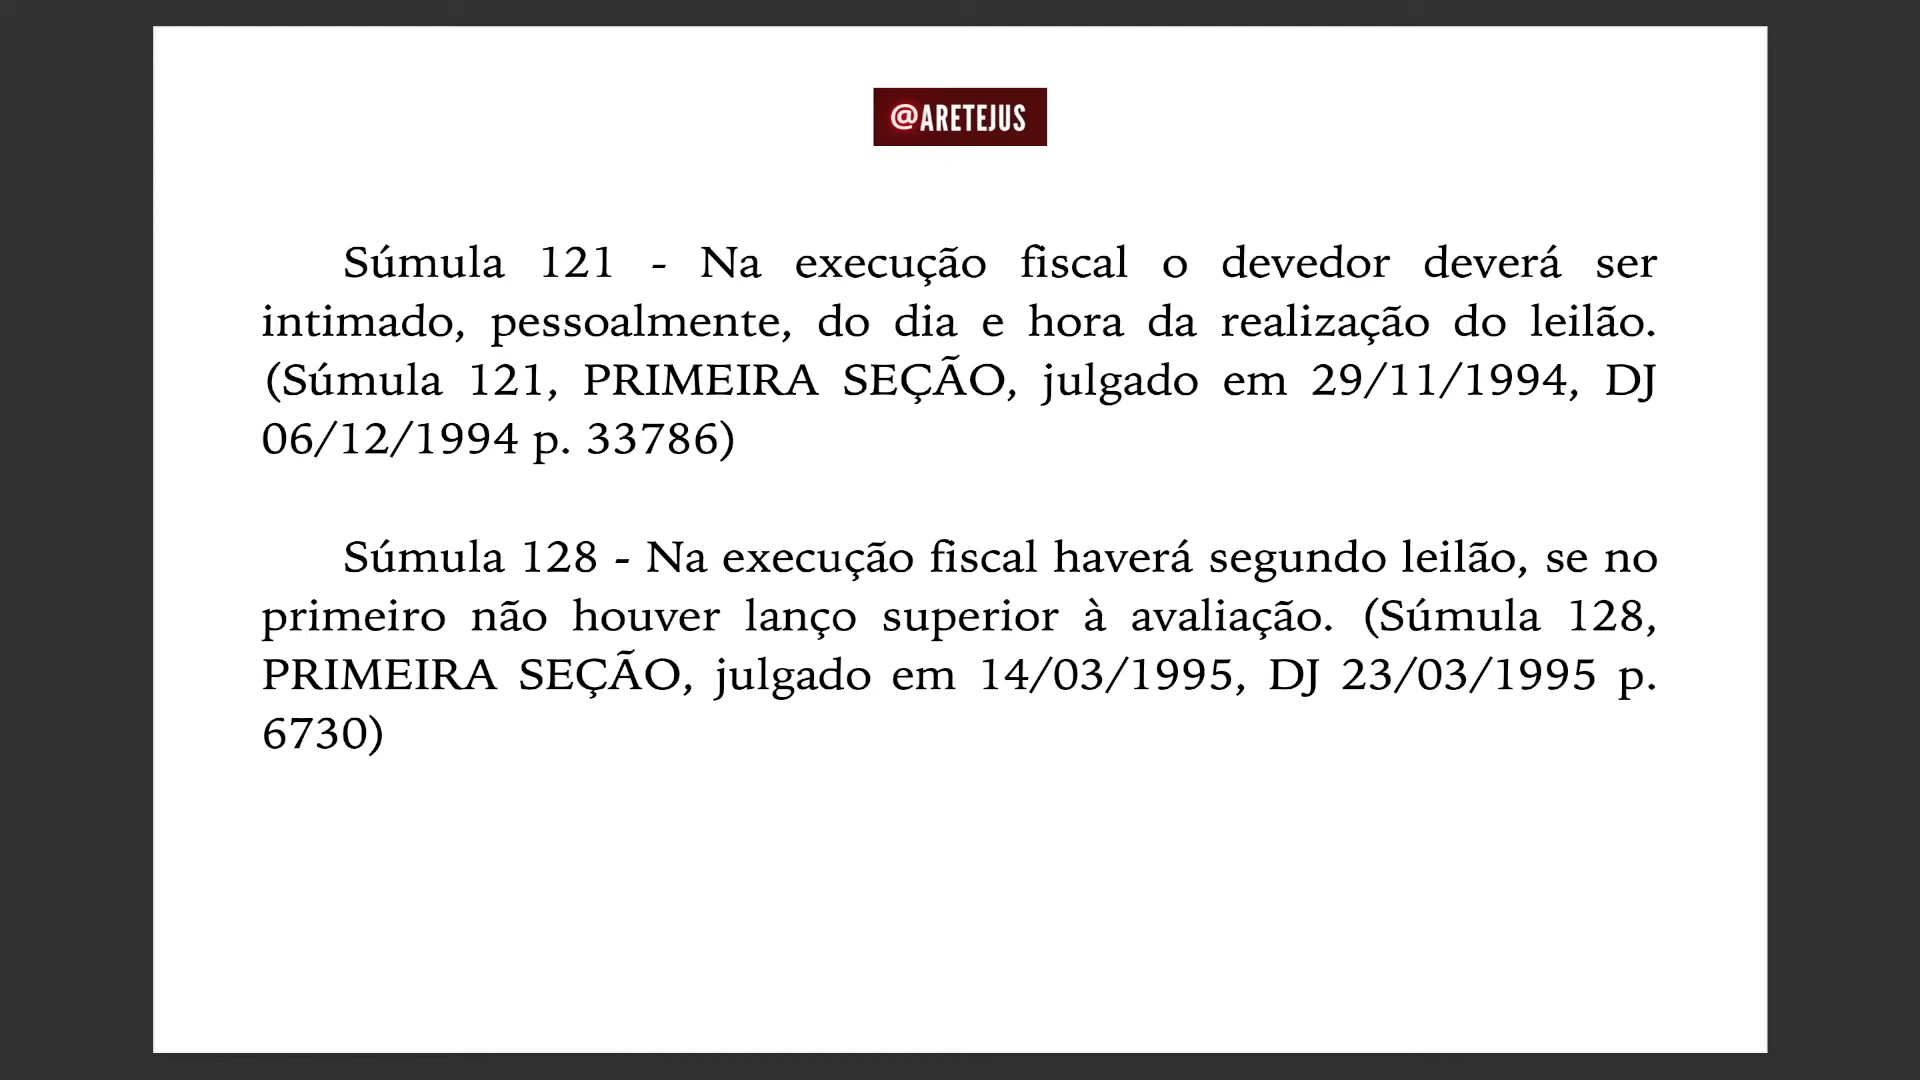 @ARETEJUS
Súmula 121 - Na execução fiscal o devedor deverá ser
intimado, pessoalmente, do dia e hora da realização do leilão.
(Súmula 121, PRIMEIRA SEÇÃO, julgado em 29/11/1994, DJ
06/12/1994 p. 33786)
Súmula 128 - Na execução fiscal haverá segundo leilão, se no
primeiro não houver lanço superior à avaliação. (Súmula 128,
PRIMEIRA SEÇÃO, julgado em 14/03/1995, DJ 23/03/1995 p.
6730)